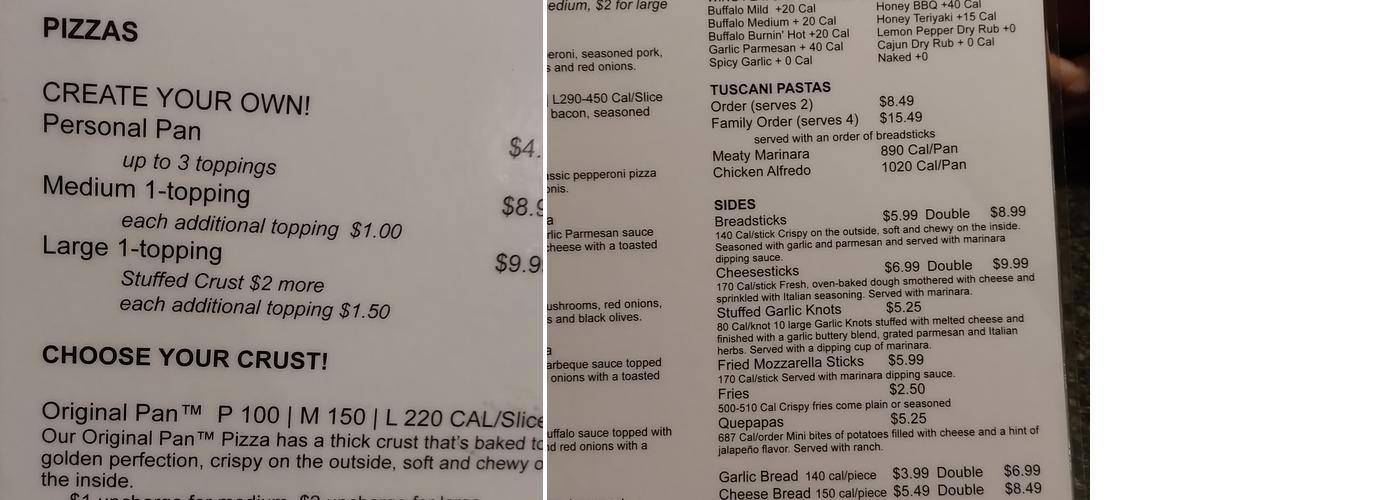 PIZZAS
CREATE YOUR OWN!
Personal Pan $4.
up to 3 toppings
Medium 1-topping $8.9
each additional topping $1.00
Large 1-topping $9.9
Stuffed Crust $2 more
each additional topping $1.50
CHOOSE YOUR CRUST!
Original Pan™ P 100 | M 150 | L 220 CAL/Slice
Our Original Pan™ Pizza has a thick crust that's baked to
golden perfection, crispy on the outside, soft and chewy o
the inside.
edium, $2 for large
eroni, seasoned pork,
s and red onions.
L290-450 Cal/Slice
bacon, seasoned
assic pepperoni pizza
onis.
a
rlic Parmesan sauce
cheese with a toasted
ushrooms, red onions,
s and black olives.
a
arbeque sauce topped
onions with a toasted
uffalo sauce topped with
nd red onions with a
Buffalo Mild +20 Cal Honey BBQ +40 Cal
Buffalo Medium + 20 Cal Honey Teriyaki +15 Cal
Buffalo Burnin' Hot +20 Cal Lemon Pepper Dry Rub +0
Garlic Parmesan + 40 Cal Cajun Dry Rub + 0 Cal
Spicy Garlic + 0 Cal Naked +0
TUSCANI PASTAS
Order (serves 2) $8.49
Family Order (serves 4) $15.49
served with an order of breadsticks
Meaty Marinara 890 Cal/Pan
Chicken Alfredo 1020 Cal/Pan
SIDES
Breadsticks $5.99 Double $8.99
140 Cal/stick Crispy on the outside, soft and chewy on the inside.
Seasoned with garlic and parmesan and served with marinara
dipping sauce.
Cheesesticks $6.99 Double $9.99
170 Cal/stick Fresh, oven-baked dough smothered with cheese and
sprinkled with Italian seasoning. Served with marinara.
Stuffed Garlic Knots $5.25
80 Cal/knot 10 large Garlic Knots stuffed with melted cheese and
finished with a garlic buttery blend, grated parmesan and Italian
herbs. Served with a dipping cup of marinara.
Fried Mozzarella Sticks $5.99
170 Cal/stick Served with marinara dipping sauce.
Fries $2.50
500-510 Cal Crispy fries come plain or seasoned
Quepapas $5.25
687 Cal/order Mini bites of potatoes filled with cheese and a hint of
jalapeño flavor. Served with ranch.
Garlic Bread 140 cal/piece $3.99 Double $6.99
Cheese Bread 150 cal/piece $5.49 Double $8.49